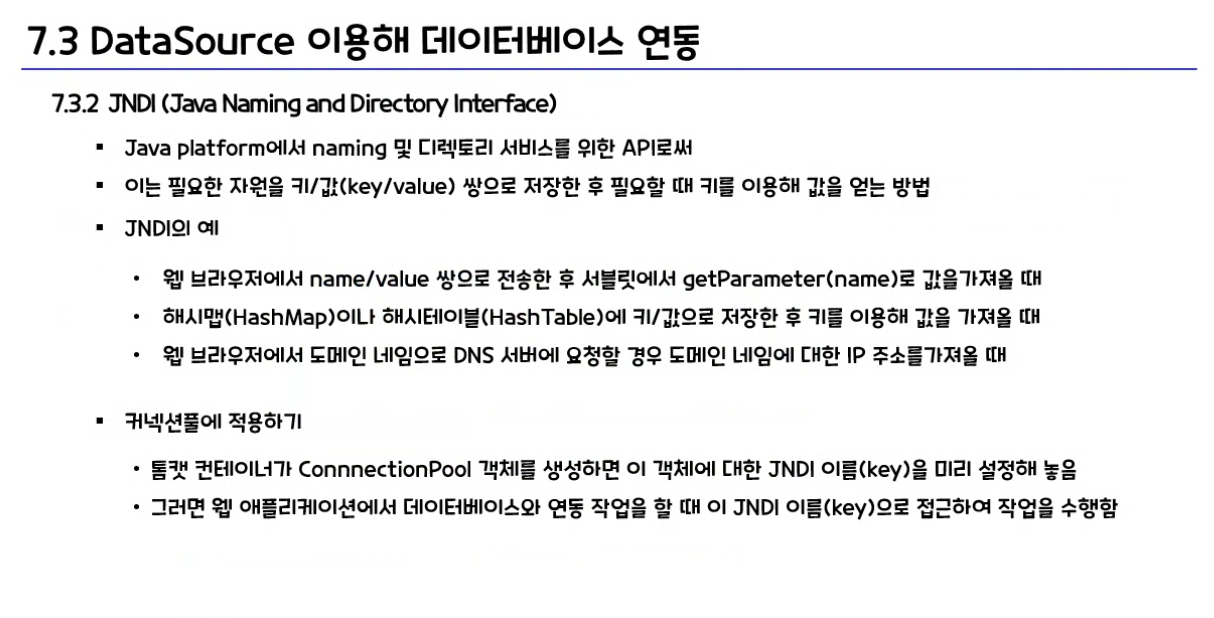 7.3 DataSource 이용해 데이터베이스 연동
7.3.2 JNDI (Java Naming and Directory Interface)
▪ Java platform에서 naming 및 디렉토리 서비스를 위한 API로써
▪ 이는 필요한 자원을 키/값(key/value) 쌍으로 저장한 후 필요할 때 키를 이용해 값을 얻는 방법
▪ JNDI의 예
• 웹 브라우저에서 name/value 쌍으로 전송한 후 서블릿에서 getParameter(name)로 값을가져올 때
• 해시맵(HashMap)이나 해시테이블(HashTable)에 키/값으로 저장한 후 키를 이용해 값을 가져올 때
• 웹 브라우저에서 도메인 네임으로 DNS 서버에 요청할 경우 도메인 네임에 대한 IP 주소를가져올 때
▪ 커넥션풀에 적용하기
• 톰캣 컨테이너가 ConnnectionPool 객체를 생성하면 이 객체에 대한 JNDI 이름(key)을 미리 설정해 놓음
• 그러면 웹 애플리케이션에서 데이터베이스와 연동 작업을 할 때 이 JNDI 이름(key)으로 접근하여 작업을 수행함